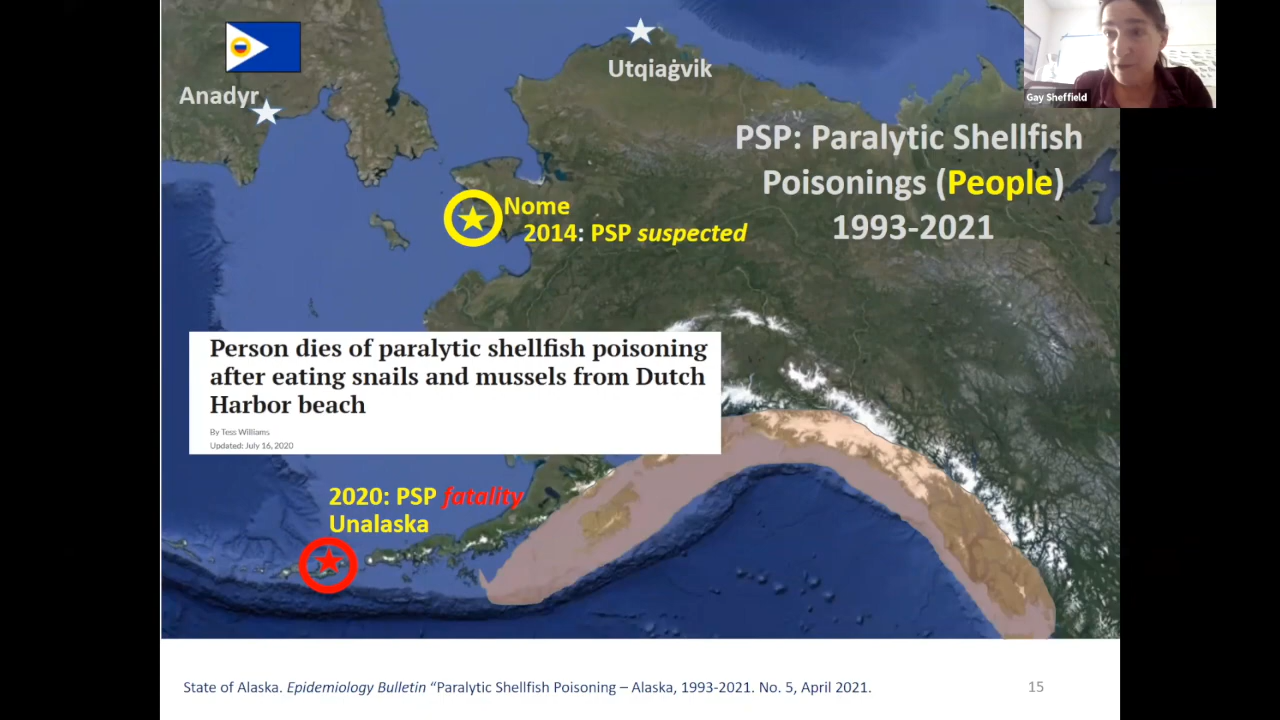 Utqiaġvik
Anadyr
Gay Sheffield
PSP: Paralytic Shellfish
Poisonings (People)
1993-2021
Nome
2014: PSP suspected
Person dies of paralytic shellfish poisoning
after eating snails and mussels from Dutch
Harbor beach
By Tess Williams
Updated: July 16, 2020
2020: PSP fatality
Unalaska
State of Alaska. Epidemiology Bulletin “Paralytic Shellfish Poisoning – Alaska, 1993-2021. No. 5, April 2021.
15